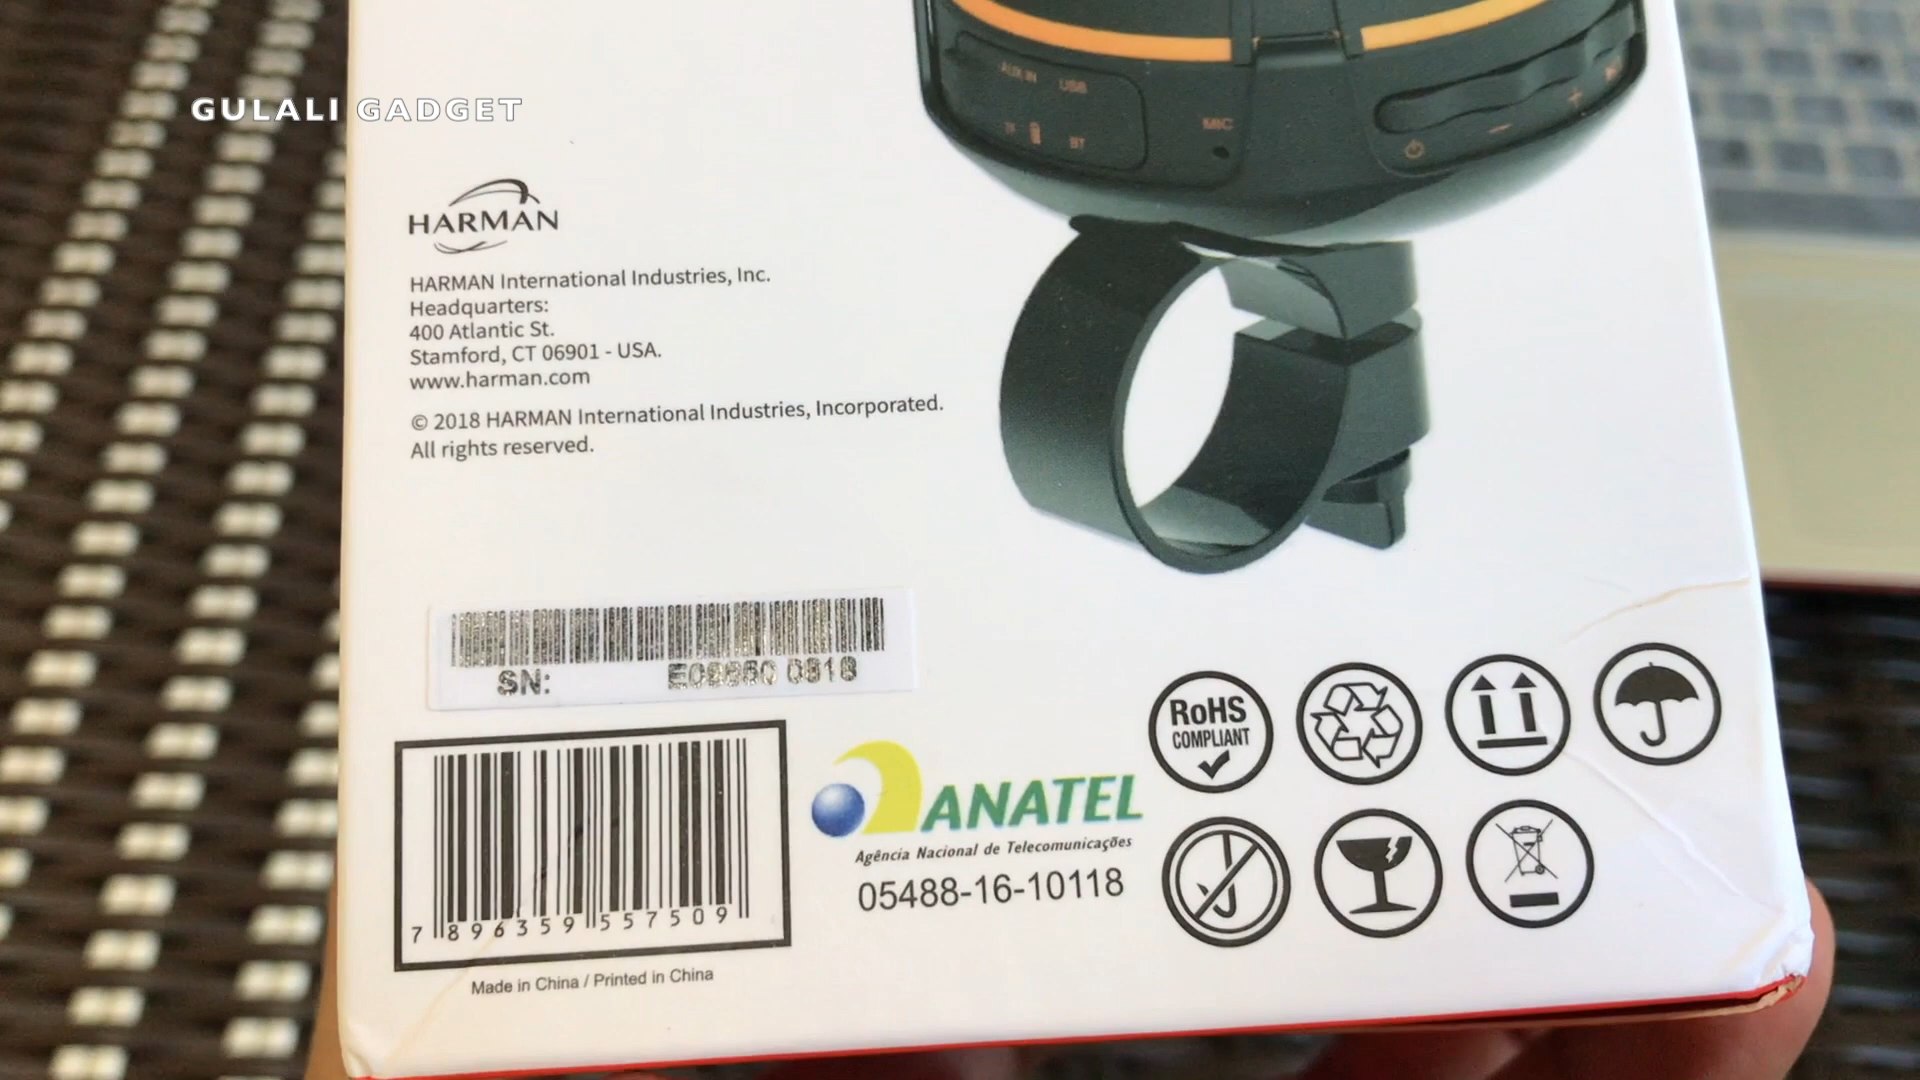 AUX IN USB
MIC
BT
GULALI GADGET
HARMAN
HARMAN International Industries, Inc.
Headquarters:
400 Atlantic St.
Stamford, CT 06901 - USA.
www.harman.com
© 2018 HARMAN International Industries, Incorporated.
All rights reserved.
SN: 0818
7 896359 557509
Made in China / Printed in China
ANATEL
Agência Nacional de Telecomunicações
05488-16-10118
RoHS
COMPLIANT